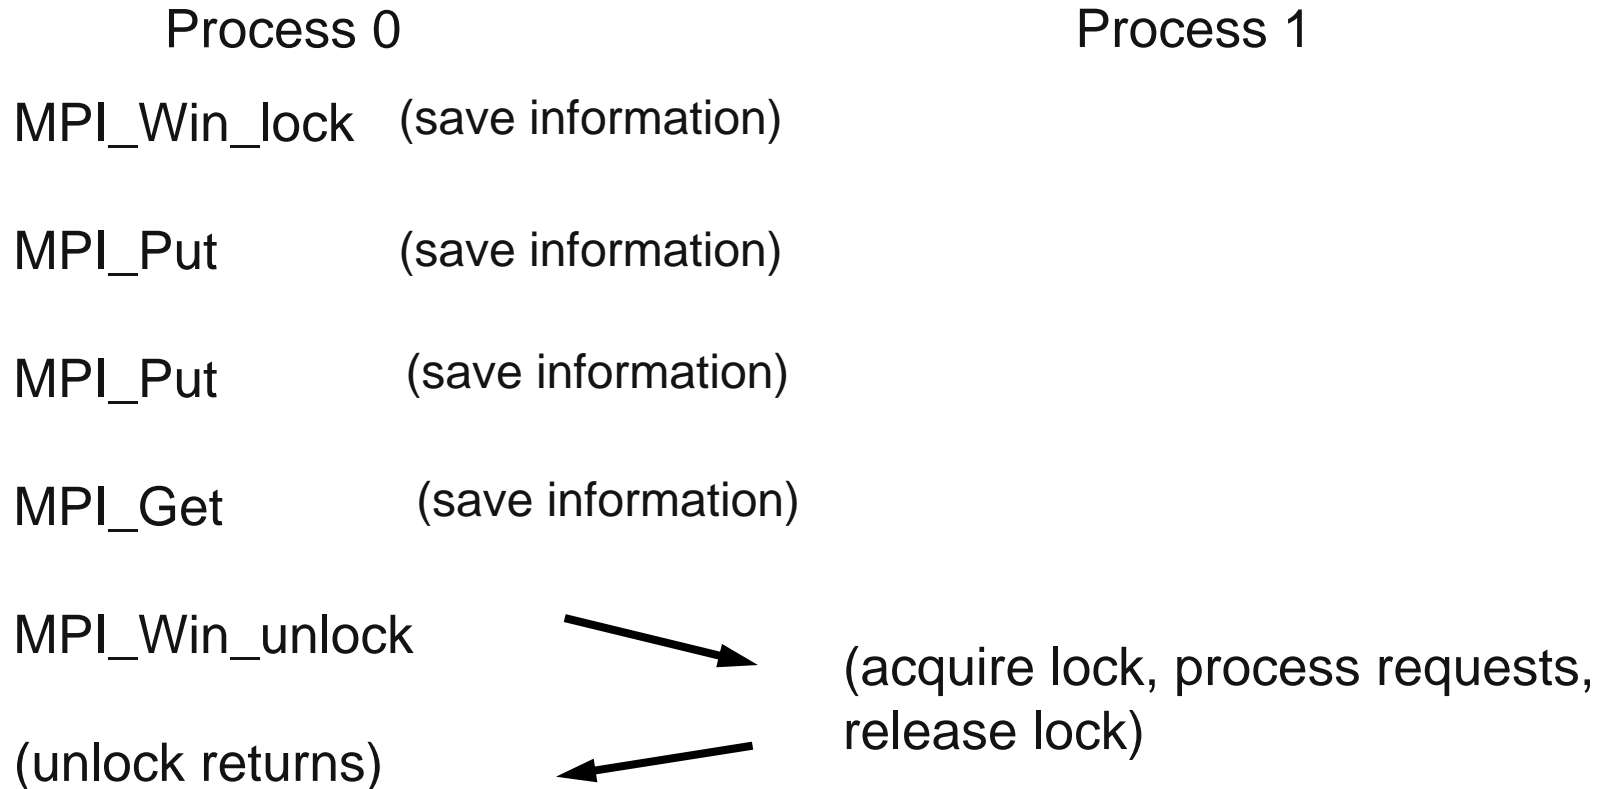 Process 0 Process 1
MPI_Win_lock (save information)
MPI_Put (save information)
MPI_Put (save information)
MPI_Get (save information)
MPI_Win_unlock
(acquire lock, process requests,
release lock)
(unlock returns)